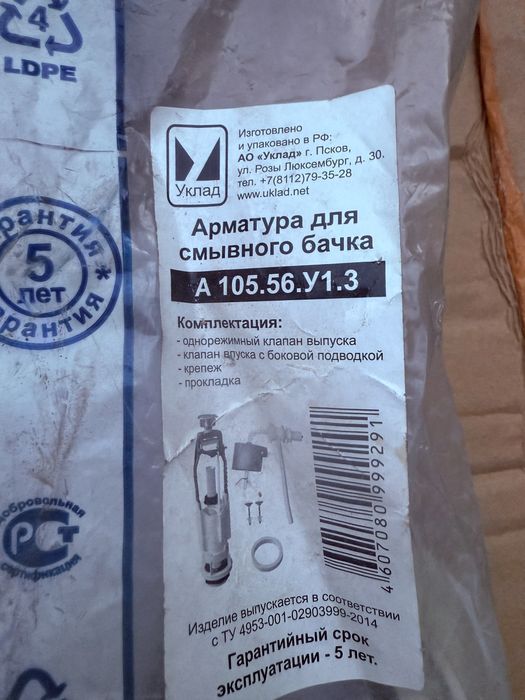 4
LDPE
Гарантия *
5
лет
Гарантия
Уклад
Изготовлено
и упаковано в РФ:
АО «Уклад» г. Псков,
ул. Розы Люксембург, д. 30.
тел. +7(8112)79-35-28
www.uklad.net
Арматура для
смывного бачка
А 105.56.У1.3
Комплектация:
- однорежимный клапан выпуска
- клапан впуска с боковой подводкой
- крепеж
- прокладка
4607080999291
добровольная
РСТ
сертификация
Изделие выпускается в соответствии
с ТУ 4953-001-02903999-2014
Гарантийный срок
эксплуатации - 5 лет.